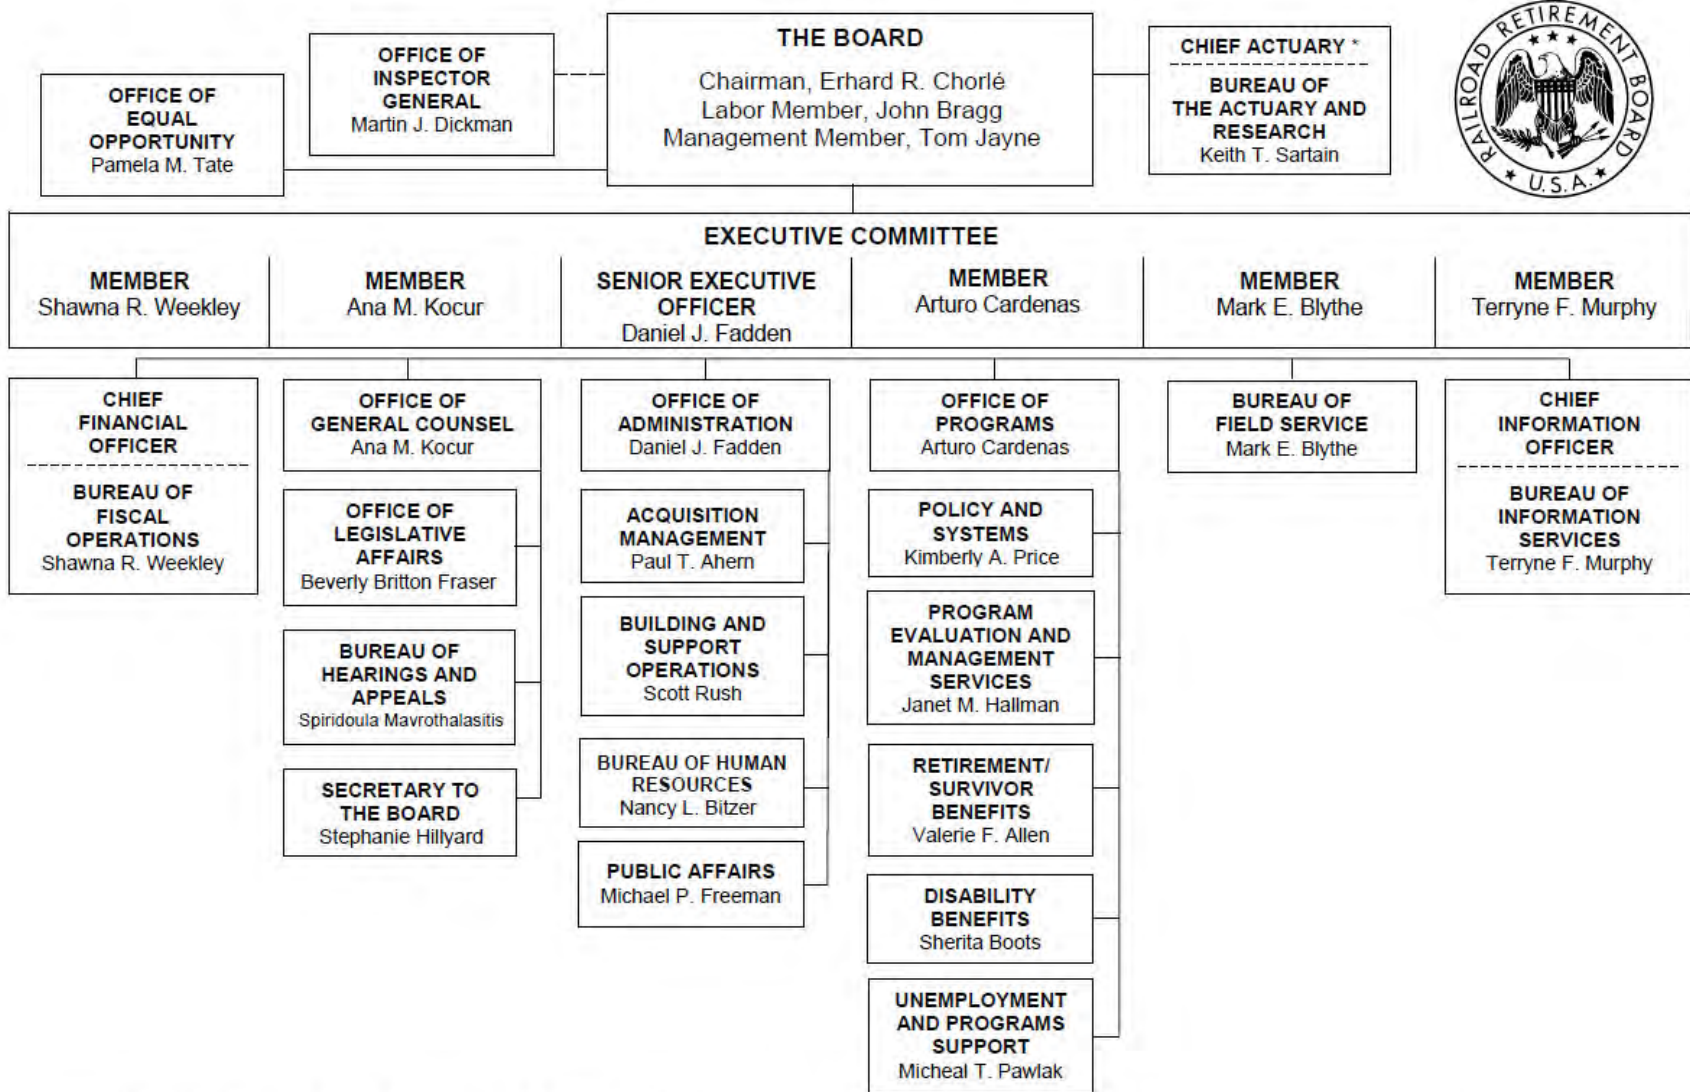 OFFICE OF
EQUAL
OPPORTUNITY
Pamela M. Tate
OFFICE OF
INSPECTOR
GENERAL
Martin J. Dickman
THE BOARD
Chairman, Erhard R. Chorlé
Labor Member, John Bragg
Management Member, Tom Jayne
CHIEF ACTUARY *
BUREAU OF
THE ACTUARY AND
RESEARCH
Keith T. Sartain
RAILROAD RETIREMENT BOARD
U.S.A.
EXECUTIVE COMMITTEE
MEMBER
Shawna R. Weekley
MEMBER
Ana M. Kocur
SENIOR EXECUTIVE
OFFICER
Daniel J. Fadden
MEMBER
Arturo Cardenas
MEMBER
Mark E. Blythe
MEMBER
Terryne F. Murphy
CHIEF
FINANCIAL
OFFICER
BUREAU OF
FISCAL
OPERATIONS
Shawna R. Weekley
OFFICE OF
GENERAL COUNSEL
Ana M. Kocur
OFFICE OF
LEGISLATIVE
AFFAIRS
Beverly Britton Fraser
BUREAU OF
HEARINGS AND
APPEALS
Spiridoula Mavrothalasitis
SECRETARY TO
THE BOARD
Stephanie Hillyard
OFFICE OF
ADMINISTRATION
Daniel J. Fadden
ACQUISITION
MANAGEMENT
Paul T. Ahern
BUILDING AND
SUPPORT
OPERATIONS
Scott Rush
BUREAU OF HUMAN
RESOURCES
Nancy L. Bitzer
PUBLIC AFFAIRS
Michael P. Freeman
OFFICE OF
PROGRAMS
Arturo Cardenas
POLICY AND
SYSTEMS
Kimberly A. Price
PROGRAM
EVALUATION AND
MANAGEMENT
SERVICES
Janet M. Hallman
RETIREMENT/
SURVIVOR
BENEFITS
Valerie F. Allen
DISABILITY
BENEFITS
Sherita Boots
UNEMPLOYMENT
AND PROGRAMS
SUPPORT
Micheal T. Pawlak
BUREAU OF
FIELD SERVICE
Mark E. Blythe
CHIEF
INFORMATION
OFFICER
BUREAU OF
INFORMATION
SERVICES
Terryne F. Murphy